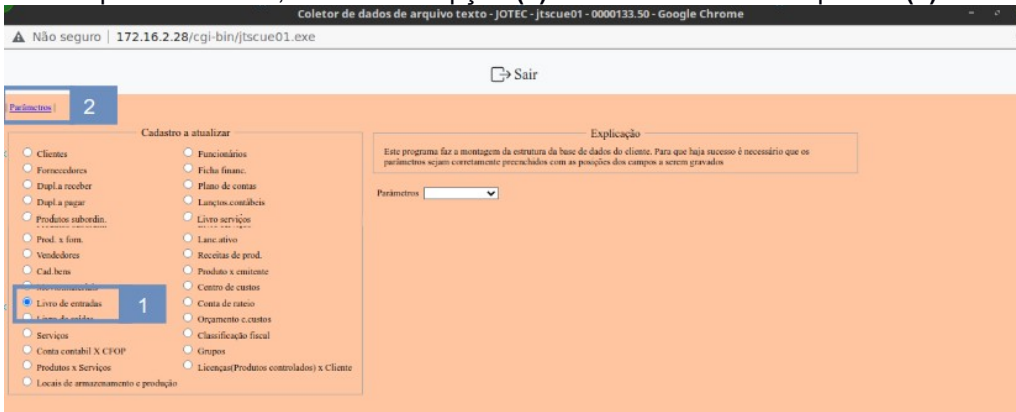 Coletor de dados de arquivo texto - JOTEC - jtscue01 - 0000133.50 - Google Chrome
Não seguro | 172.16.2.28/cgi-bin/jtscue01.exe
Sair
| Parâmetros |
2
Cadastro a atualizar
Clientes
Funcionários
Fornecedores
Ficha financ.
Dupl.a receber
Plano de contas
Dupl.a pagar
Lançtos.contábeis
Produtos subordin.
Livro serviços
Prod. x forn.
Lanc.ativo
Vendedores
Receitas de prod.
Cad.bens
Produto x emitente
Centro de custos
Livro de entradas
1
Conta de rateio
Orçamento c.custos
Serviços
Classificação fiscal
Conta contabil X CFOP
Grupos
Produtos x Serviços
Licenças(Produtos controlados) x Cliente
Locais de armazenamento e produção
Explicação
Este programa faz a montagem da estrutura da base de dados do cliente. Para que haja sucesso é necessário que os
parâmetros sejam corretamente preenchidos com as posições dos campos a serem gravados
Parâmetros